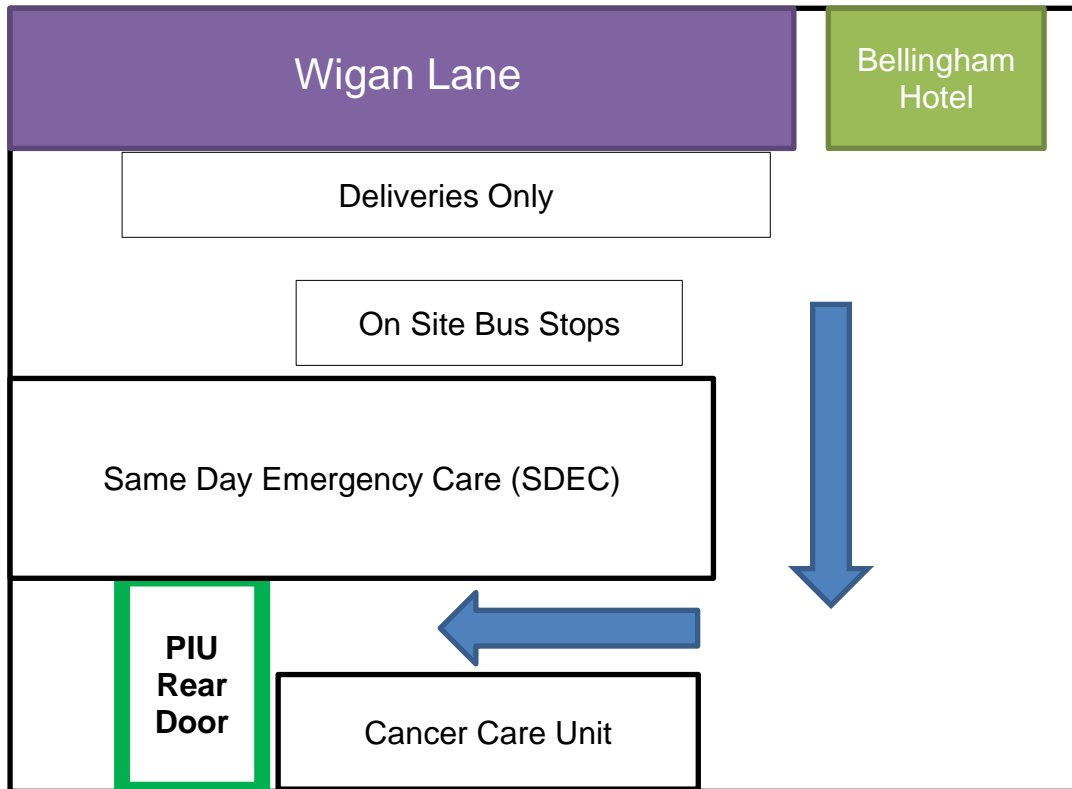 Wigan Lane
Bellingham
Hotel
Deliveries Only
On Site Bus Stops
Same Day Emergency Care (SDEC)
PIU
Rear
Door
Cancer Care Unit